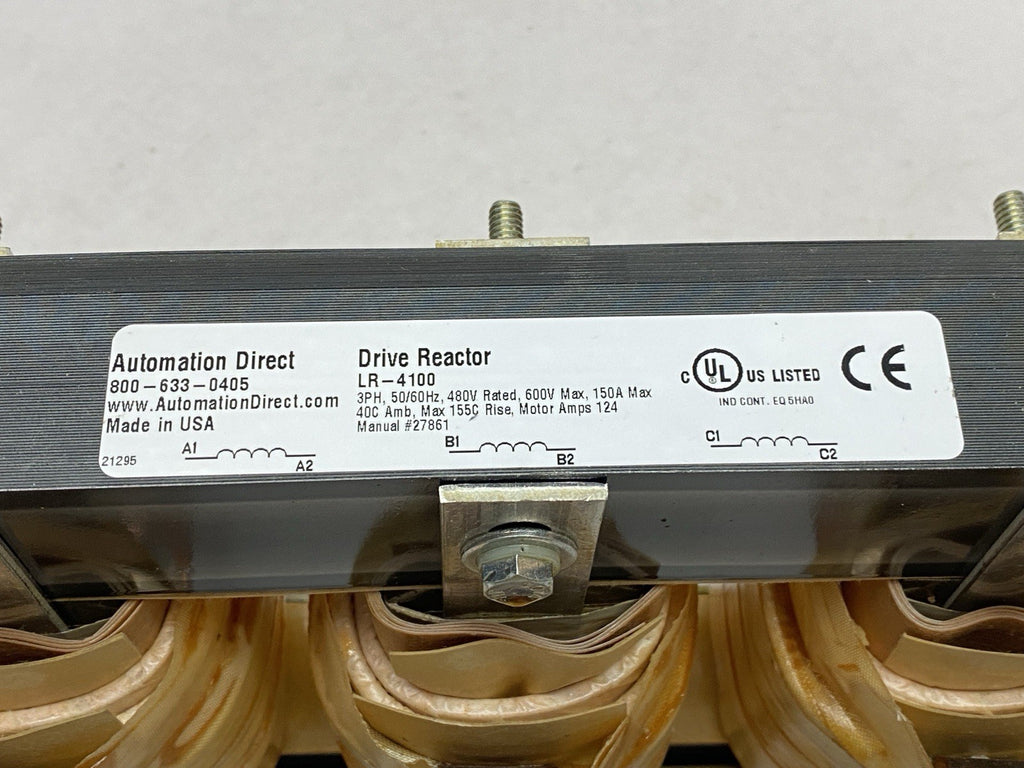 Automation Direct
800-633-0405
www.AutomationDirect.com
Made in USA
Drive Reactor
LR-4100
3PH, 50/60Hz, 480V Rated, 600V Max, 150A Max
40C Amb, Max 155C Rise, Motor Amps 124
Manual #27861
C UL US LISTED
IND CONT. EQ 5HA0
CE
A1
A2
B1
B2
C1
C2
21295